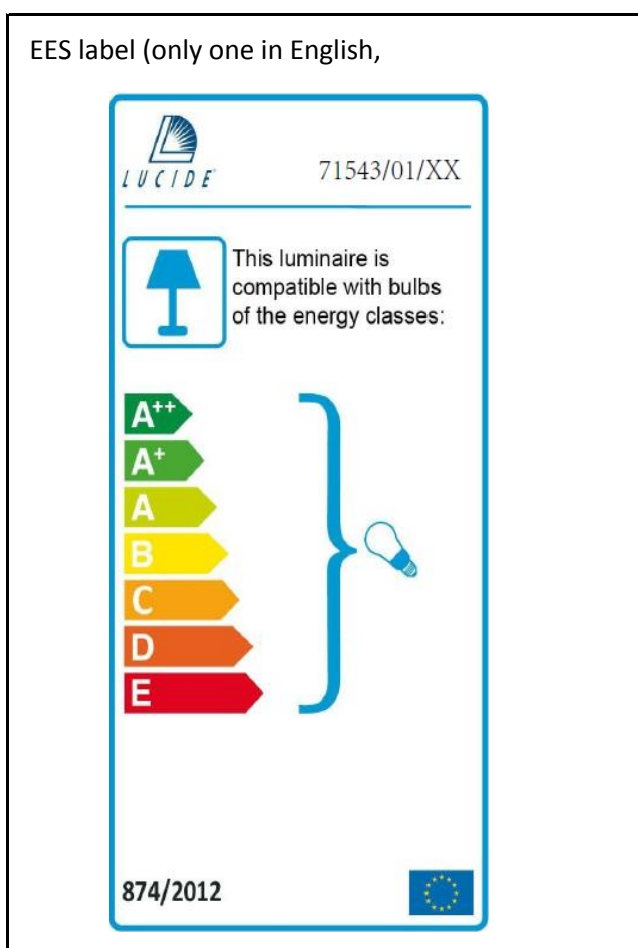 EES label (only one in English,
LUCIDE
71543/01/XX
This luminaire is
compatible with bulbs
of the energy classes:
A++
A+
A
B
C
D
E
874/2012